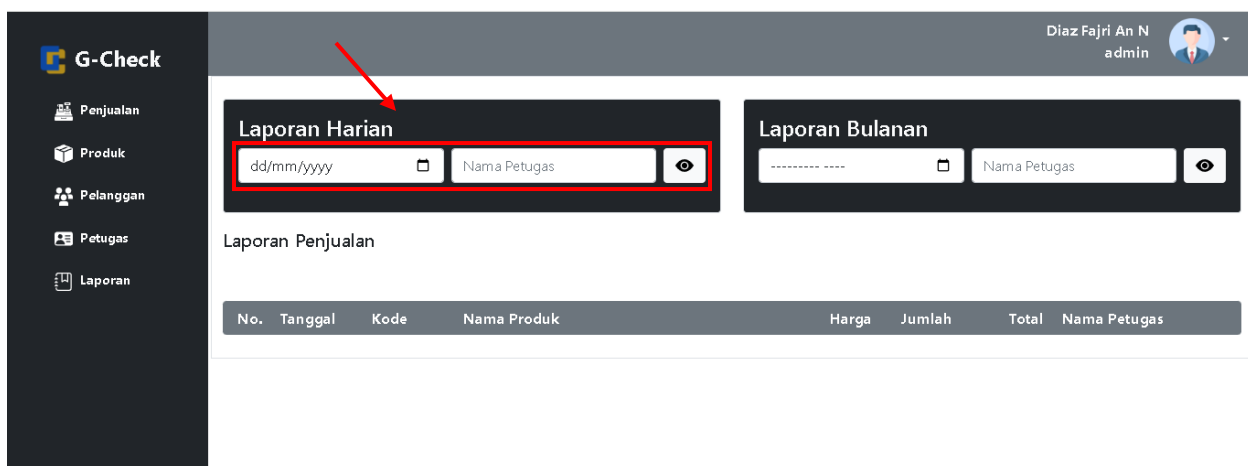 G-Check
Penjualan
Produk
Pelanggan
Petugas
Laporan
Diaz Fajri An N
admin
Laporan Harian
dd/mm/yyyy Nama Petugas
Laporan Bulanan
--------- ---- Nama Petugas
Laporan Penjualan
No. Tanggal Kode Nama Produk Harga Jumlah Total Nama Petugas